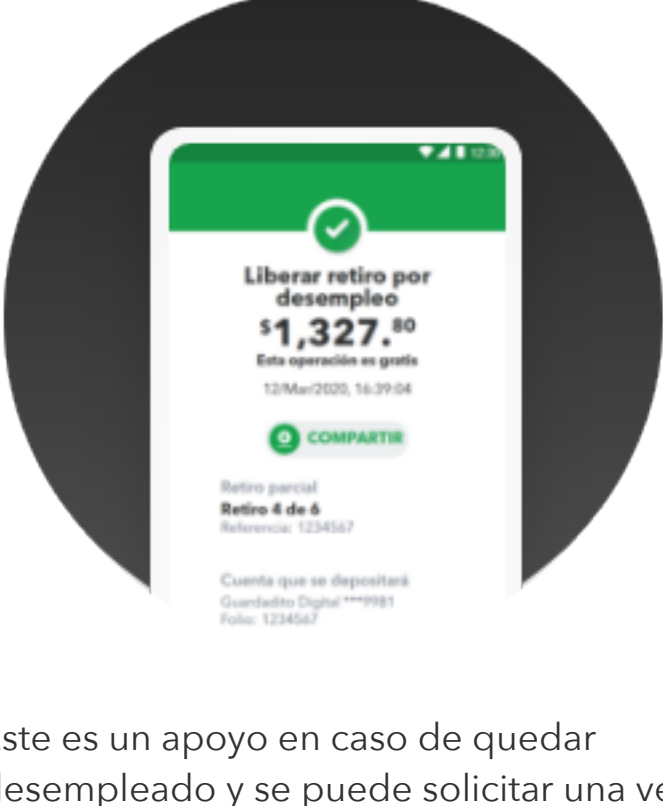 12:30
Liberar retiro por
desempleo
$1,327.80
Esta operación es gratis
12/Mar/2020, 16:39:04
COMPARTIR
Retiro parcial
Retiro 4 de 6
Referencia: 1234567
Cuenta que se depositará
Guardadito Digital ***9981
Folio: 1234567
ste es un apoyo en caso de quedar
desempleado y se puede solicitar una ve